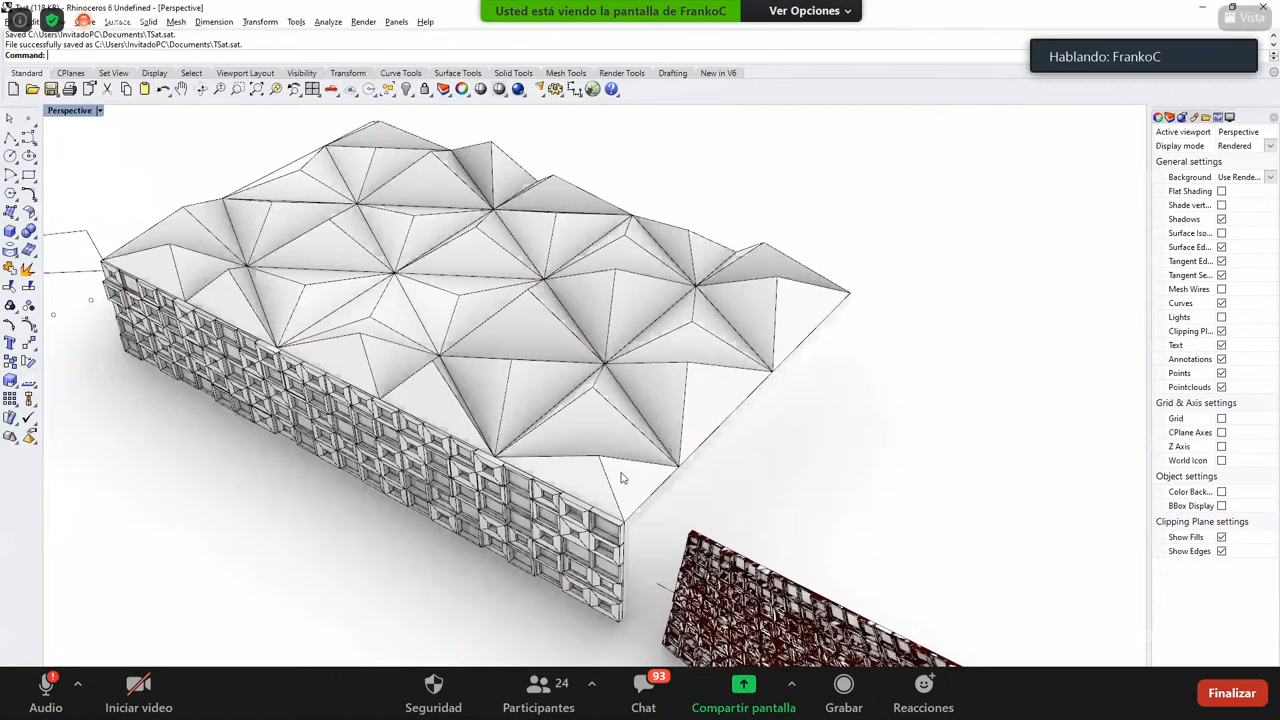 Test (118 KB) - Rhinoceros 6 Undefined - [Perspective]
Usted está viendo la pantalla de FrankoC
Ver Opciones
Vista
Surface Solid Mesh Dimension Transform Tools Analyze Render Panels Help
Saved C:\Users\InvitadoPC\Documents\TSat.sat.
File successfully saved as C:\Users\InvitadoPC\Documents\TSat.sat.
Command:
Hablando: FrankoC
Standard CPlanes Set View Display Select Viewport Layout Visibility Transform Curve Tools Surface Tools Solid Tools Mesh Tools Render Tools Drafting New in V6
Perspective
Active viewport Perspective
Display mode Rendered
General settings
Background Use Rende...
Flat Shading
Shade vert...
Shadows
Surface Iso...
Surface Ed...
Tangent Ed...
Tangent Se...
Mesh Wires
Curves
Lights
Clipping Pl...
Text
Annotations
Points
Pointclouds
Grid & Axis settings
Grid
CPlane Axes
Z Axis
World Icon
Object settings
Color Back...
BBox Display
Clipping Plane settings
Show Fills
Show Edges
93
24
Audio
Iniciar video
Seguridad
Participantes
Chat
Compartir pantalla
Grabar
Reacciones
Finalizar